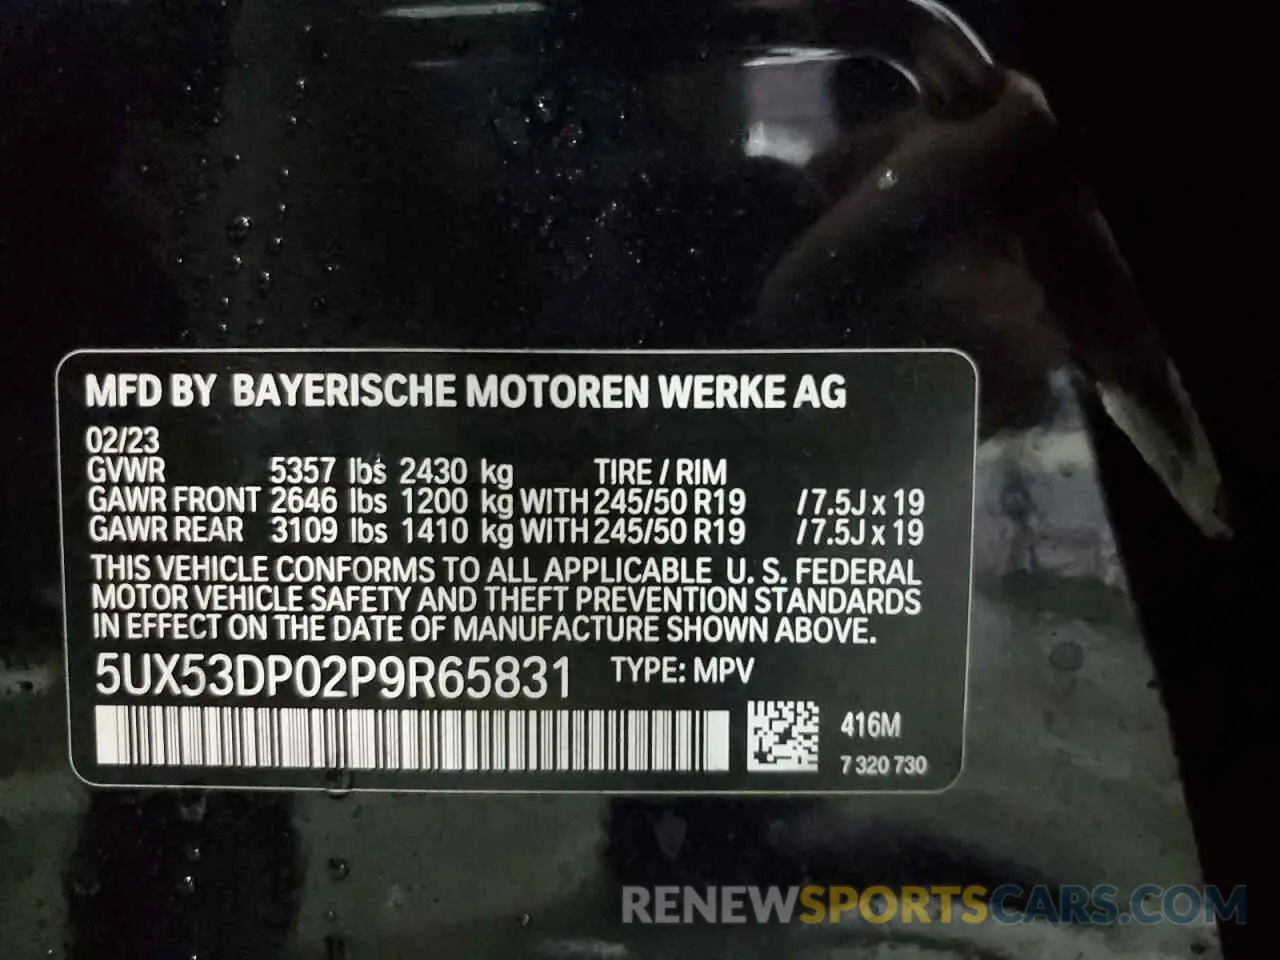 MFD BY BAYERISCHE MOTOREN WERKE AG
02/23
GVWR 5357 lbs 2430 kg TIRE / RIM
GAWR FRONT 2646 lbs 1200 kg WITH 245/50 R19 / 7.5J x 19
GAWR REAR 3109 lbs 1410 kg WITH 245/50 R19 / 7.5J x 19
THIS VEHICLE CONFORMS TO ALL APPLICABLE U. S. FEDERAL
MOTOR VEHICLE SAFETY AND THEFT PREVENTION STANDARDS
IN EFFECT ON THE DATE OF MANUFACTURE SHOWN ABOVE.
5UX53DP02P9R65831 TYPE: MPV
416M
7 320 730
RENEWSPORTSCARS.COM